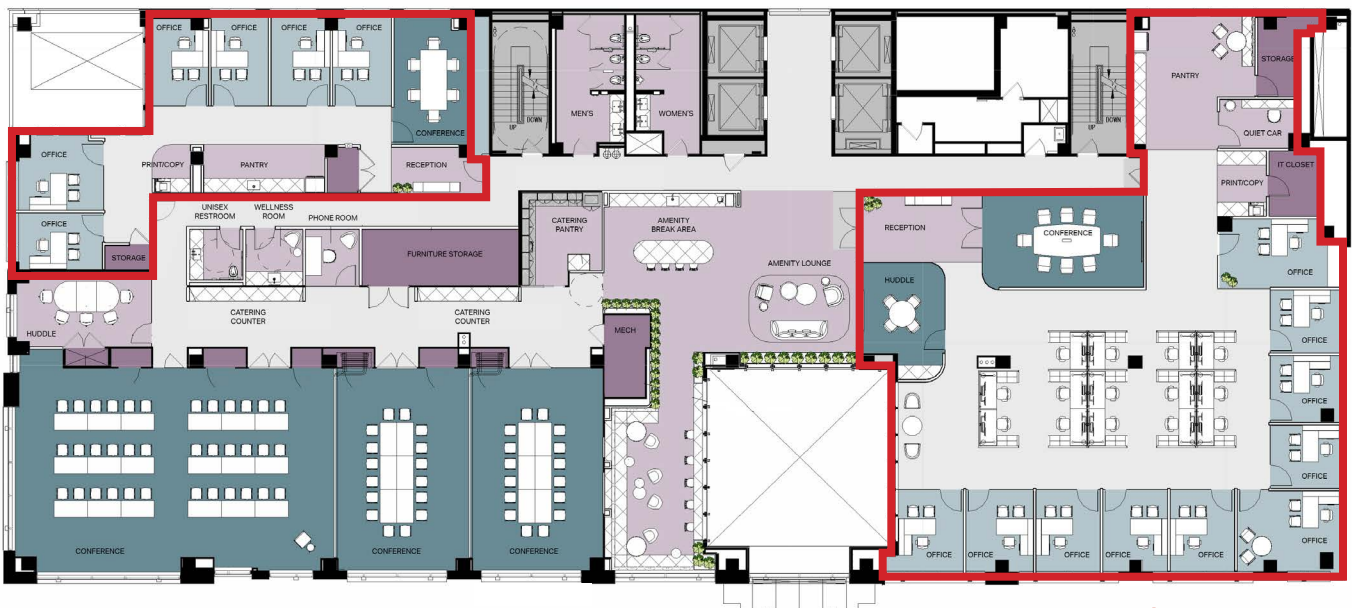 OFFICE
OFFICE
OFFICE
OFFICE
CONFERENCE
OFFICE
PRINT/COPY
PANTRY
RECEPTION
OFFICE
STORAGE
UP
DOWN
MEN'S
WOMEN'S
UP
DOWN
PANTRY
STORAGE
QUIET CAR
PRINT/COPY
IT CLOSET
UNISEX
RESTROOM
WELLNESS
ROOM
PHONE ROOM
FURNITURE STORAGE
CATERING
PANTRY
AMENITY
BREAK AREA
AMENITY LOUNGE
RECEPTION
CONFERENCE
HUDDLE
OFFICE
HUDDLE
CATERING
COUNTER
CATERING
COUNTER
MECH
OFFICE
OFFICE
OFFICE
CONFERENCE
CONFERENCE
CONFERENCE
OFFICE
OFFICE
OFFICE
OFFICE
OFFICE
OFFICE